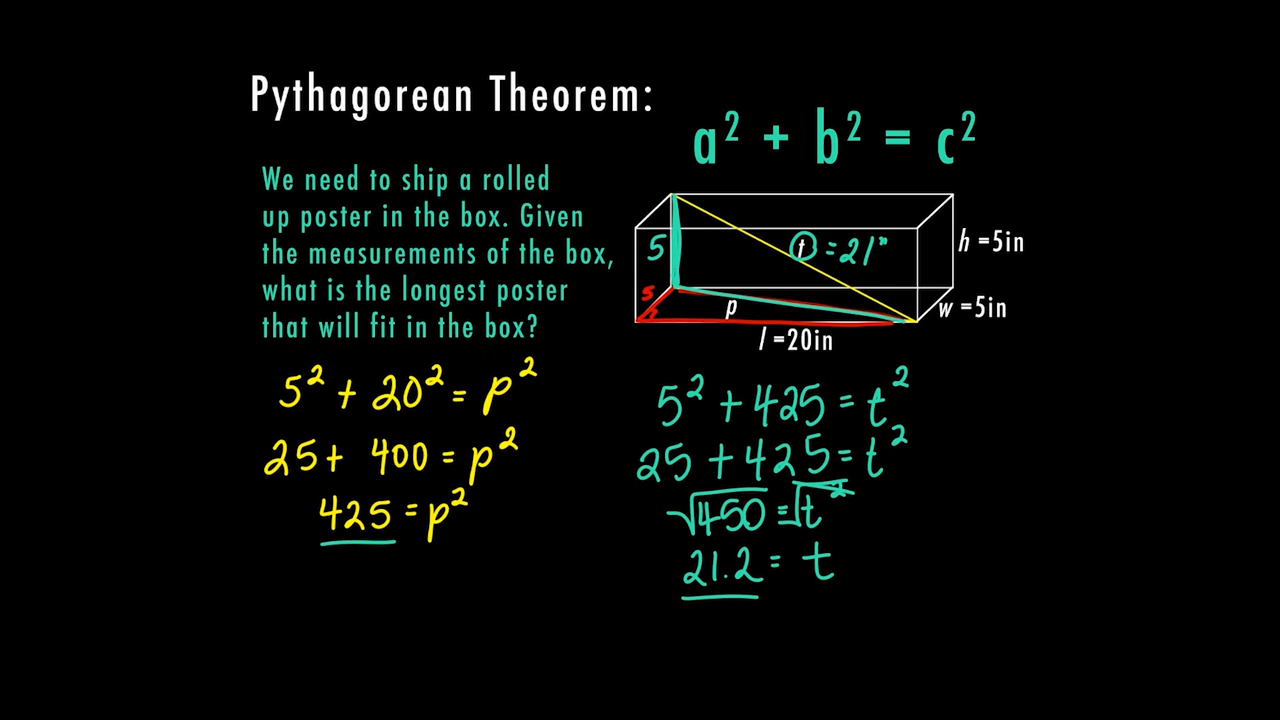 Pythagorean Theorem:
a² + b² = c²
We need to ship a rolled
up poster in the box. Given
the measurements of the box,
what is the longest poster
that will fit in the box?
5
t = 21"
h =5in
5
p
w =5in
l =20in
5² + 20² = p²
25 + 400 = p²
425 = p²
5² + 425 = t²
25 + 425 = t²
√450 = √t²
21.2 = t